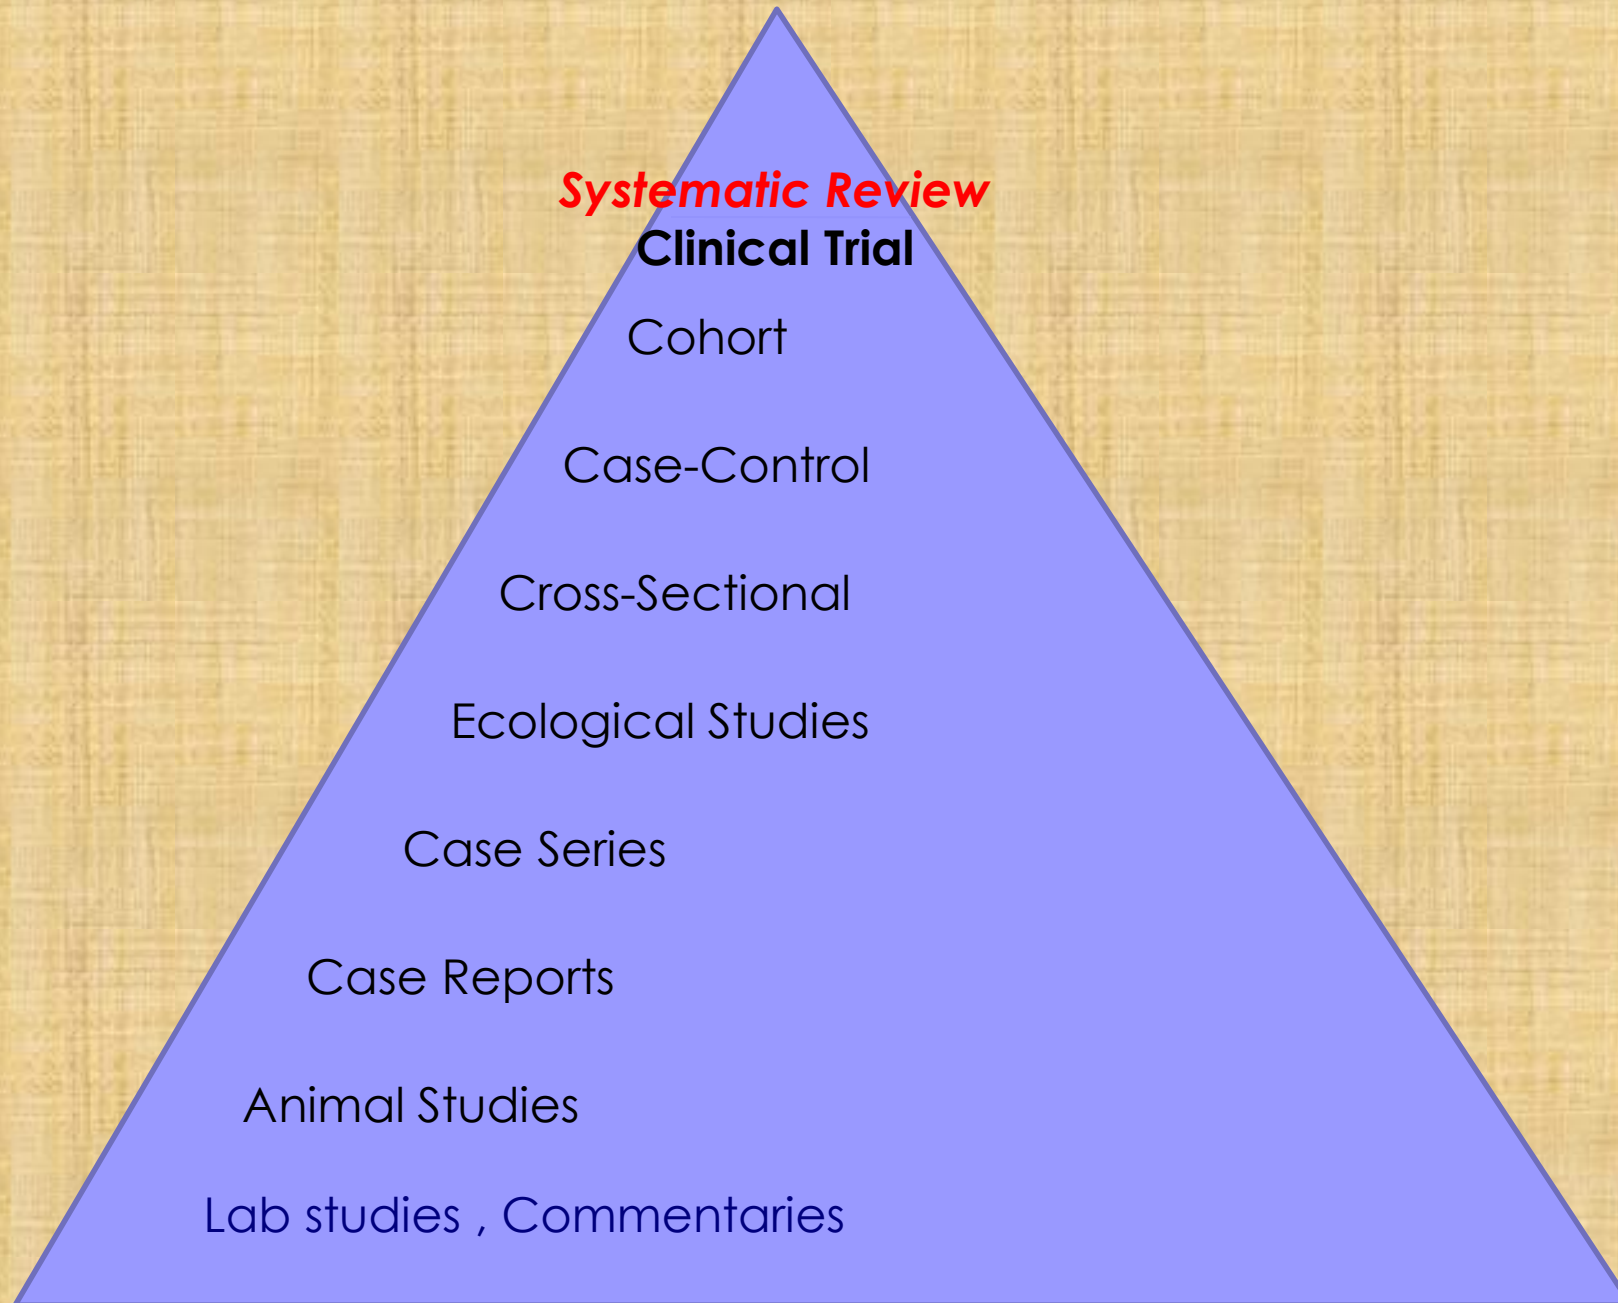 Systematic Review
Clinical Trial
Cohort
Case-Control
Cross-Sectional
Ecological Studies
Case Series
Case Reports
Animal Studies
Lab studies , Commentaries